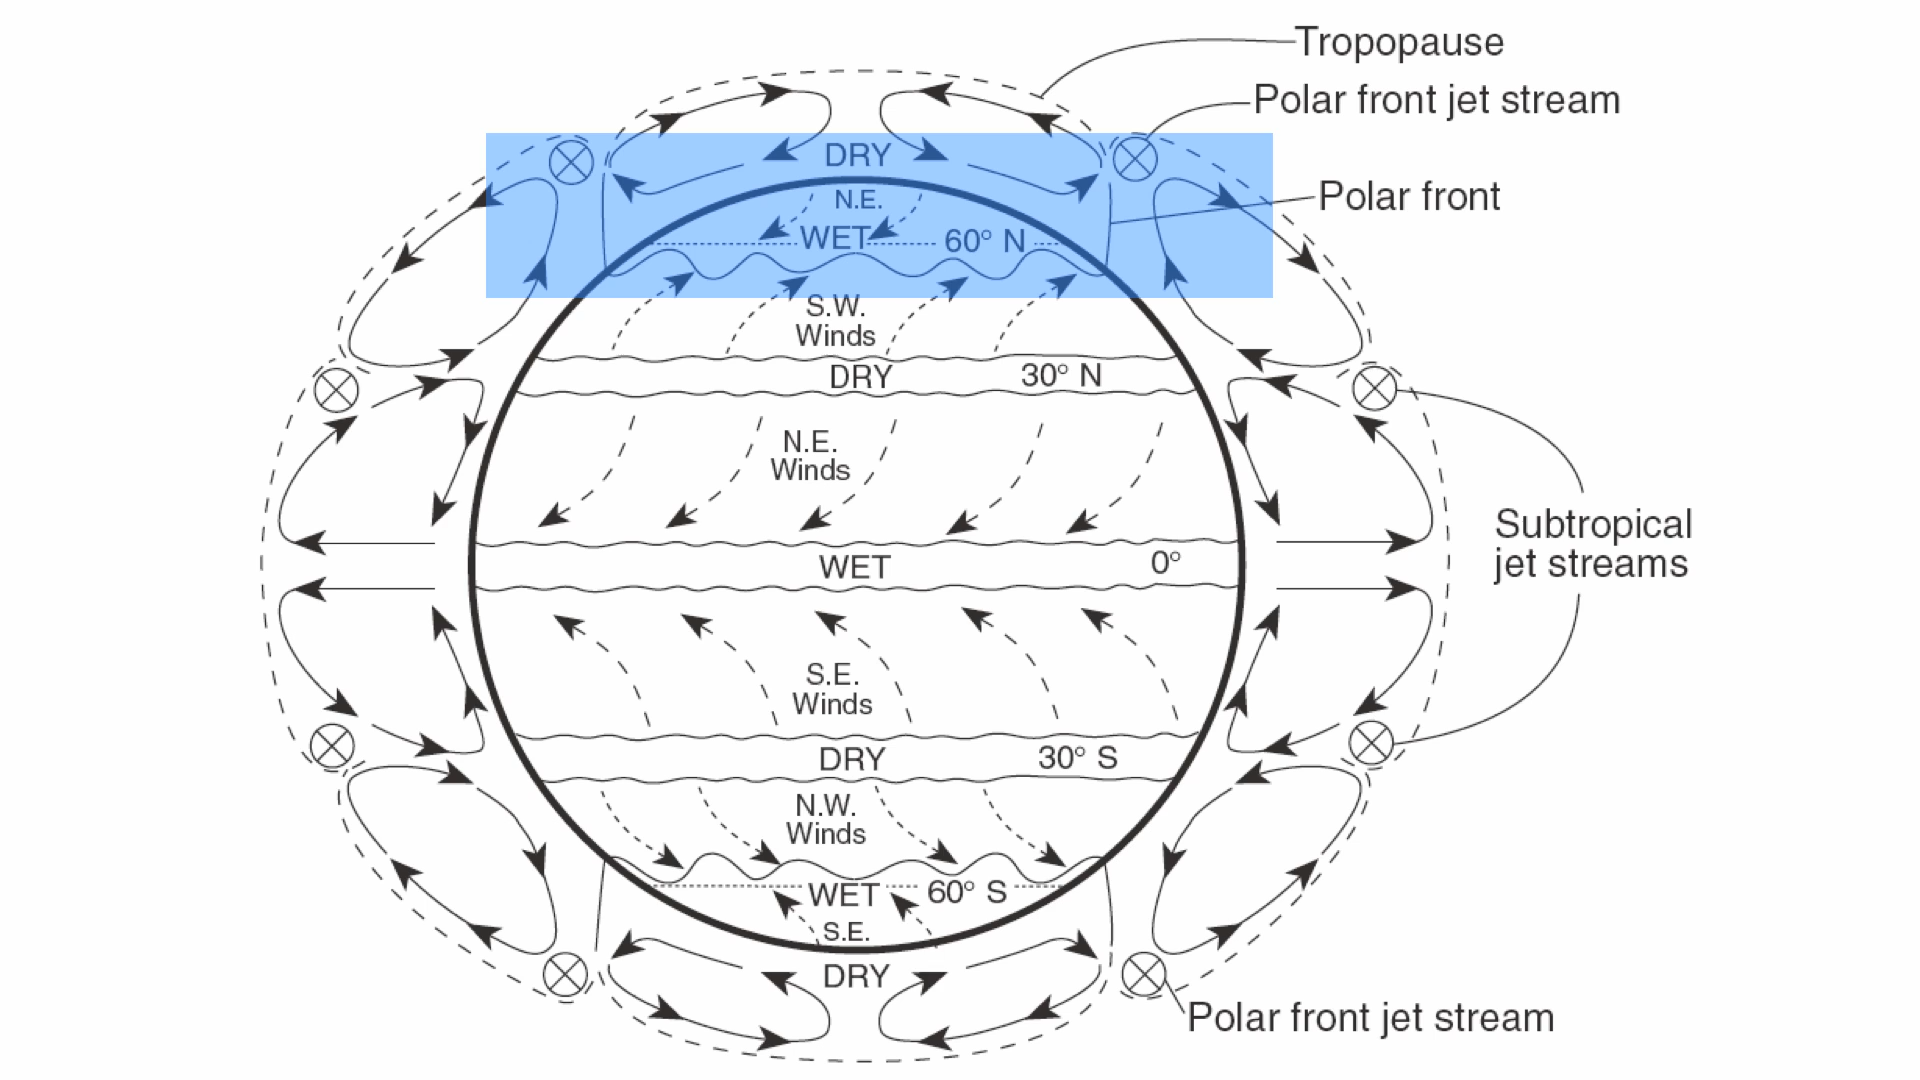 Tropopause
Polar front jet stream
DRY
Polar front
N.E.
WET
60° N
S.W.
Winds
DRY
30° N
N.E.
Winds
Subtropical
jet streams
WET
0°
S.E.
Winds
DRY
30° S
N.W.
Winds
WET
60° S
S.E.
DRY
Polar front jet stream